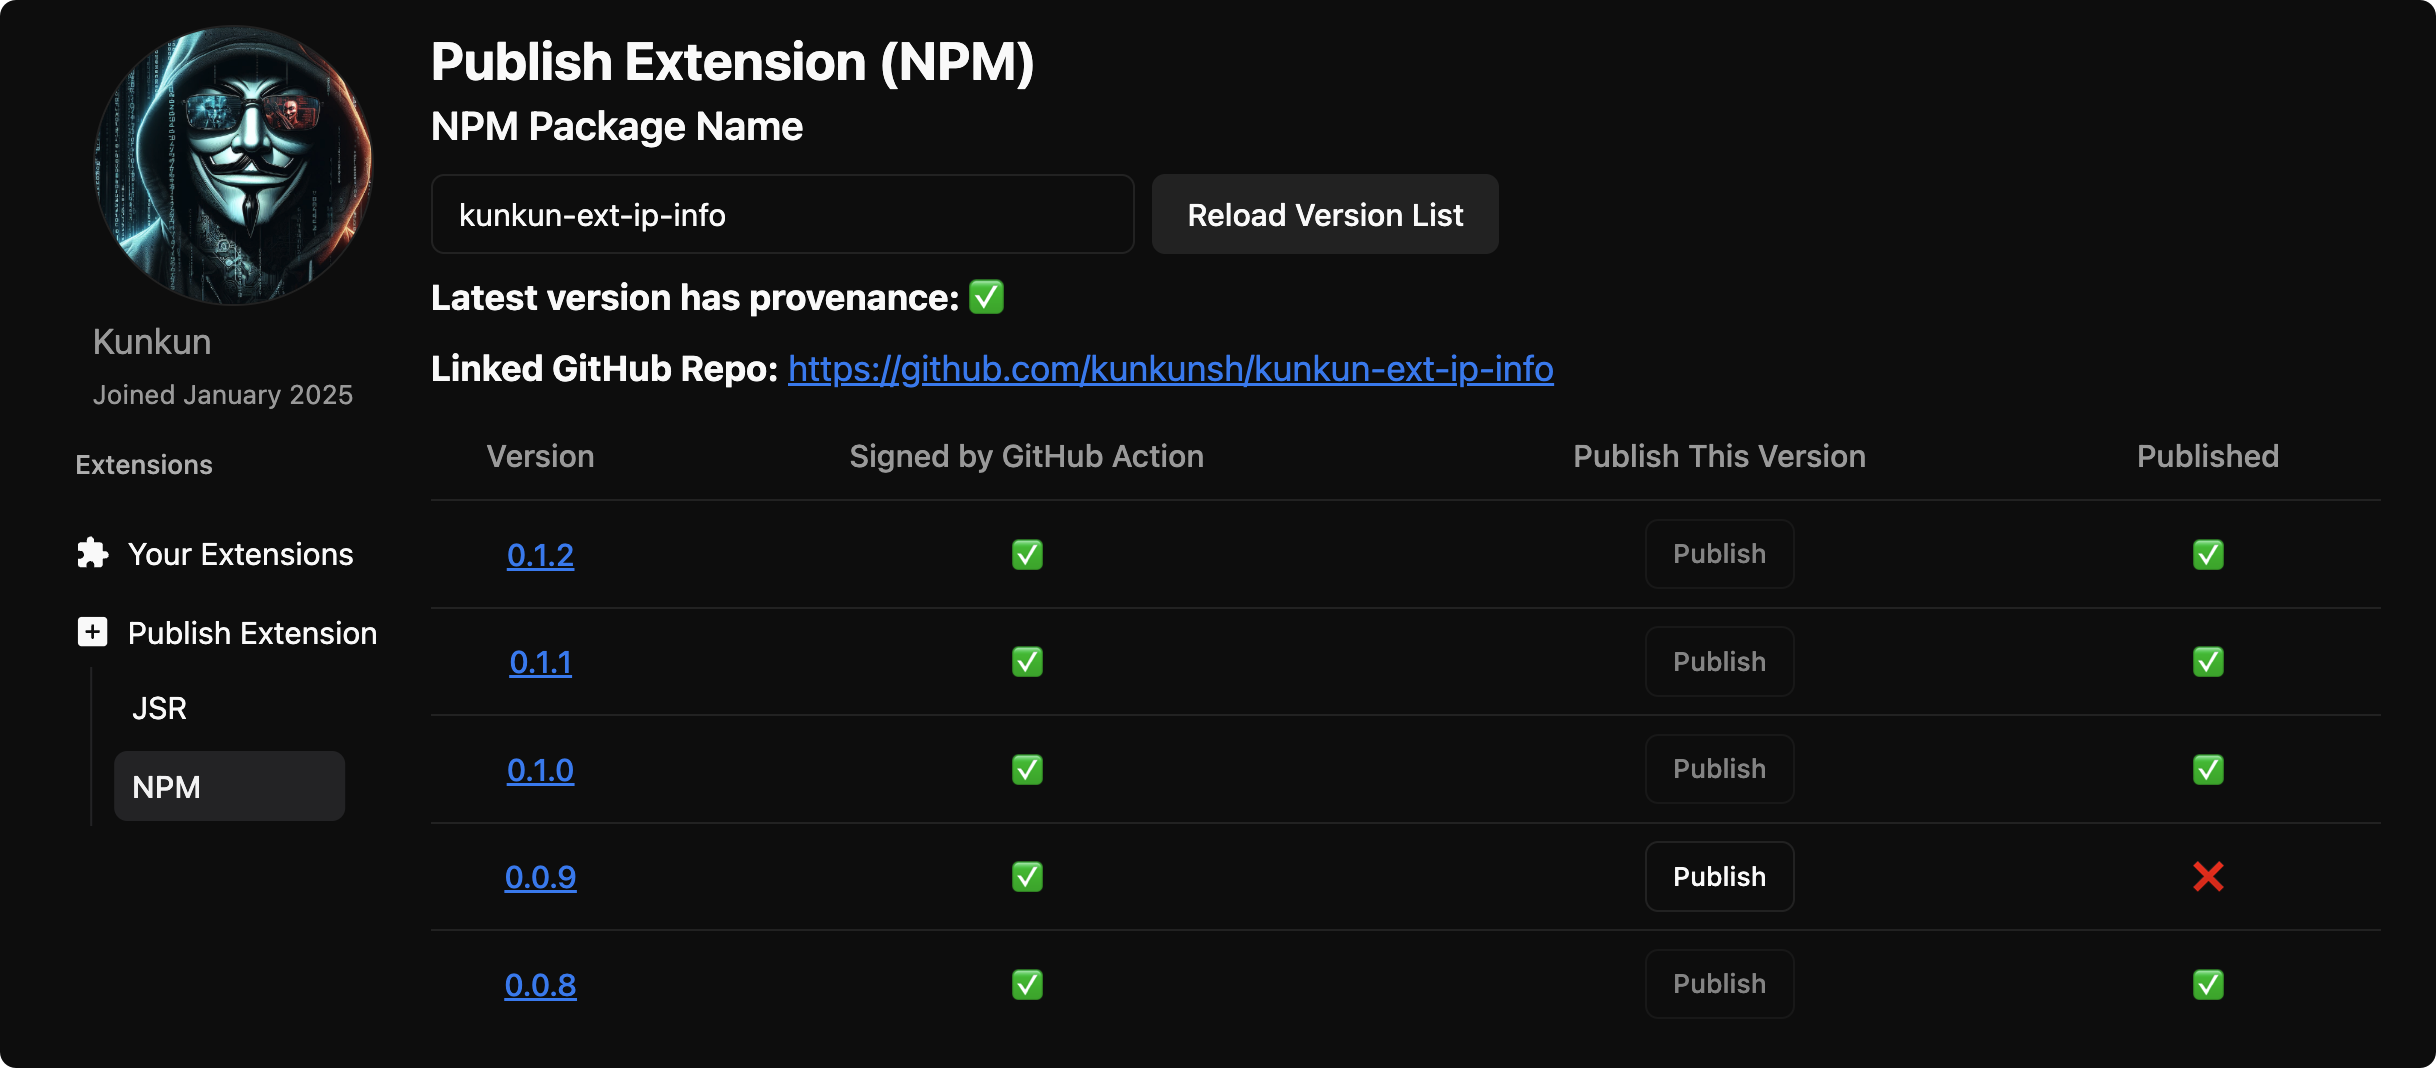 Publish Extension (NPM)
NPM Package Name
kunkun-ext-ip-info
Reload Version List
Latest version has provenance: ✅
Linked GitHub Repo: https://github.com/kunkunsh/kunkun-ext-ip-info
Kunkun
Joined January 2025
Extensions
Your Extensions
Publish Extension
JSR
NPM
Version Signed by GitHub Action Publish This Version Published
0.1.2 ✅ Publish ✅
0.1.1 ✅ Publish ✅
0.1.0 ✅ Publish ✅
0.0.9 ✅ Publish ❌
0.0.8 ✅ Publish ✅